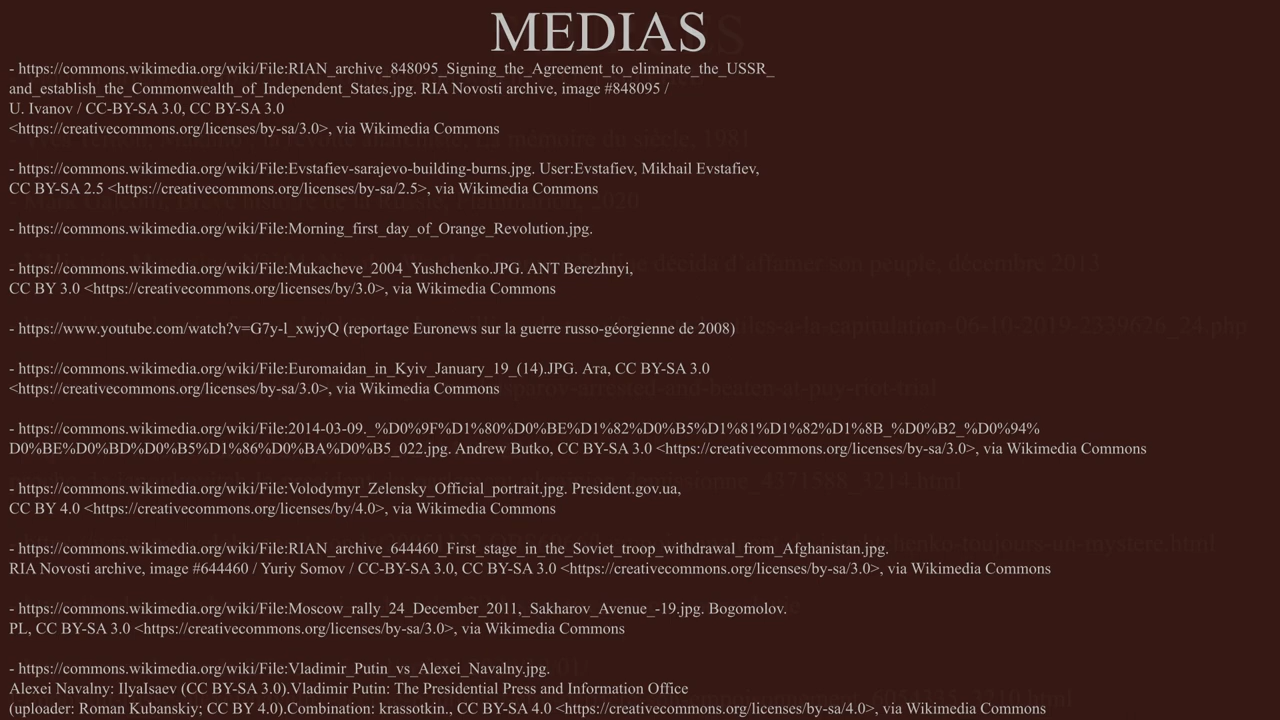 MEDIAS
- https://commons.wikimedia.org/wiki/File:RIAN_archive_848095_Signing_the_Agreement_to_eliminate_the_USSR_
and_establish_the_Commonwealth_of_Independent_States.jpg. RIA Novosti archive, image #848095 /
U. Ivanov / CC-BY-SA 3.0, CC BY-SA 3.0
<https://creativecommons.org/licenses/by-sa/3.0>, via Wikimedia Commons
- https://commons.wikimedia.org/wiki/File:Evstafiev-sarajevo-building-burns.jpg. User:Evstafiev, Mikhail Evstafiev,
CC BY-SA 2.5 <https://creativecommons.org/licenses/by-sa/2.5>, via Wikimedia Commons
- https://commons.wikimedia.org/wiki/File:Morning_first_day_of_Orange_Revolution.jpg.
- https://commons.wikimedia.org/wiki/File:Mukacheve_2004_Yushchenko.JPG. ANT Berezhnyi,
CC BY 3.0 <https://creativecommons.org/licenses/by/3.0>, via Wikimedia Commons
- https://www.youtube.com/watch?v=G7y-l_xwjyQ (reportage Euronews sur la guerre russo-géorgienne de 2008)
- https://commons.wikimedia.org/wiki/File:Euromaidan_in_Kyiv_January_19_(14).JPG. Ата, CC BY-SA 3.0
<https://creativecommons.org/licenses/by-sa/3.0>, via Wikimedia Commons
- https://commons.wikimedia.org/wiki/File:2014-03-09._%D0%9F%D1%80%D0%BE%D1%82%D0%B5%D1%81%D1%82%D1%8B_%D0%B2_%D0%94%
D0%BE%D0%BD%D0%B5%D1%86%D0%BA%D0%B5_022.jpg. Andrew Butko, CC BY-SA 3.0 <https://creativecommons.org/licenses/by-sa/3.0>, via Wikimedia Commons
- https://commons.wikimedia.org/wiki/File:Volodymyr_Zelensky_Official_portrait.jpg. President.gov.ua,
CC BY 4.0 <https://creativecommons.org/licenses/by/4.0>, via Wikimedia Commons
- https://commons.wikimedia.org/wiki/File:RIAN_archive_644460_First_stage_in_the_Soviet_troop_withdrawal_from_Afghanistan.jpg.
RIA Novosti archive, image #644460 / Yuriy Somov / CC-BY-SA 3.0, CC BY-SA 3.0 <https://creativecommons.org/licenses/by-sa/3.0>, via Wikimedia Commons
- https://commons.wikimedia.org/wiki/File:Moscow_rally_24_December_2011,_Sakharov_Avenue_-19.jpg. Bogomolov.
PL, CC BY-SA 3.0 <https://creativecommons.org/licenses/by-sa/3.0>, via Wikimedia Commons
- https://commons.wikimedia.org/wiki/File:Vladimir_Putin_vs_Alexei_Navalny.jpg.
Alexei Navalny: IlyaIsaev (CC BY-SA 3.0).Vladimir Putin: The Presidential Press and Information Office
(uploader: Roman Kubanskiy; CC BY 4.0).Combination: krassotkin., CC BY-SA 4.0 <https://creativecommons.org/licenses/by-sa/4.0>, via Wikimedia Commons